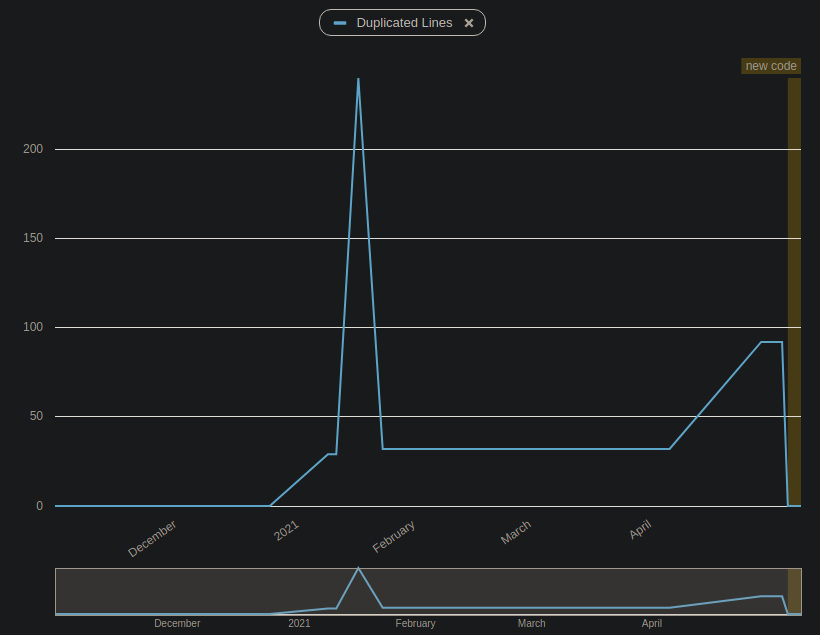 Duplicated Lines ×
new code
200
150
100
50
0
December 2021 February March April
December 2021 February March April